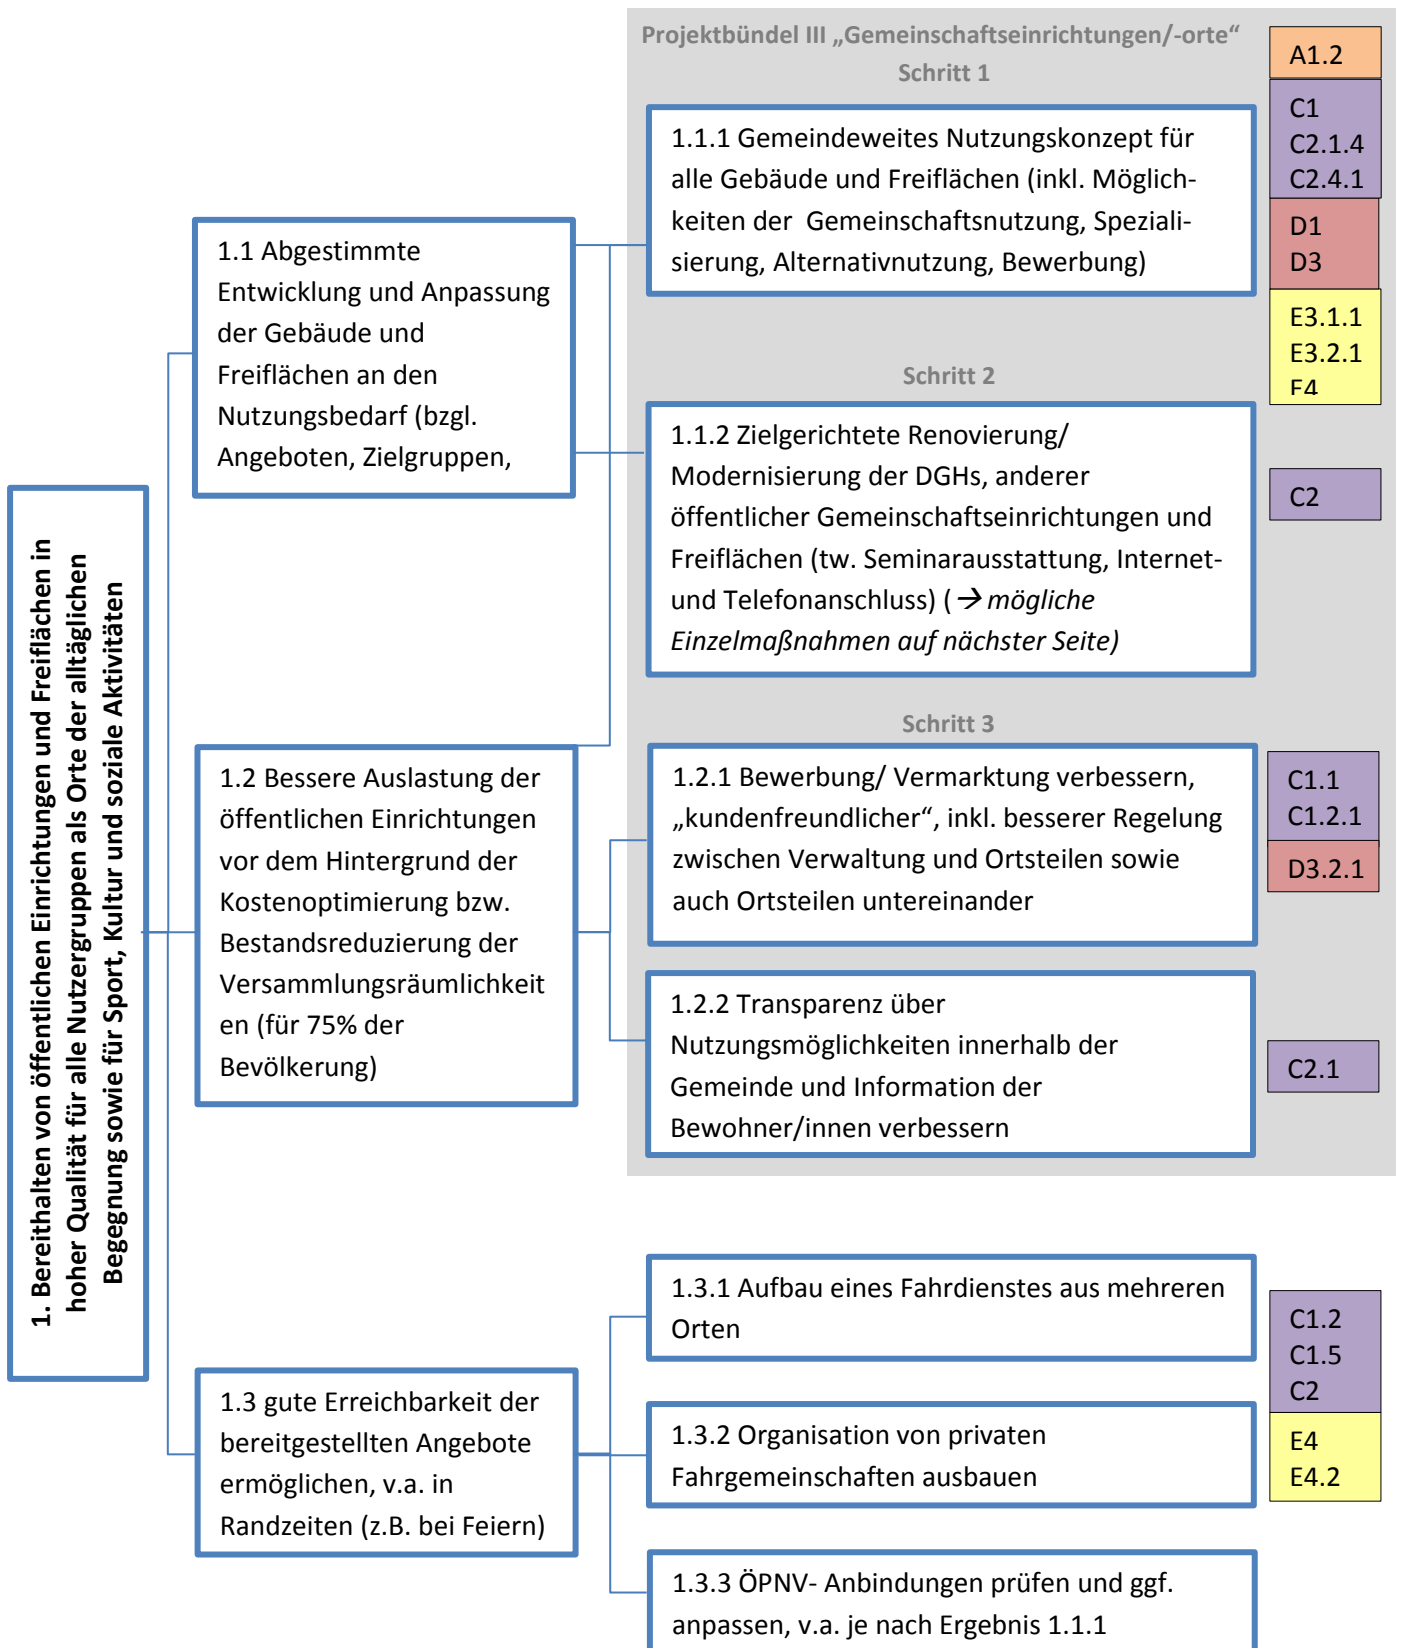 Projektbündel III „Gemeinschaftseinrichtungen/-orte“
Schritt 1
A1.2
C1
C2.1.4
C2.4.1
D1
D3
E3.1.1
E3.2.1
E4
1.1.1 Gemeindeweites Nutzungskonzept für
alle Gebäude und Freiflächen (inkl. Möglich-
keiten der Gemeinschaftsnutzung, Speziali-
sierung, Alternativnutzung, Bewerbung)
1.1 Abgestimmte
Entwicklung und Anpassung
der Gebäude und
Freiflächen an den
Nutzungsbedarf (bzgl.
Angeboten, Zielgruppen,
Schritt 2
1.1.2 Zielgerichtete Renovierung/
Modernisierung der DGHs, anderer
öffentlicher Gemeinschaftseinrichtungen und
Freiflächen (tw. Seminarausstattung, Internet-
und Telefonanschluss) (→ mögliche
Einzelmaßnahmen auf nächster Seite)
C2
1. Bereithalten von öffentlichen Einrichtungen und Freiflächen in
hoher Qualität für alle Nutzergruppen als Orte der alltäglichen
Begegnung sowie für Sport, Kultur und soziale Aktivitäten
Schritt 3
1.2 Bessere Auslastung der
öffentlichen Einrichtungen
vor dem Hintergrund der
Kostenoptimierung bzw.
Bestandsreduzierung der
Versammlungsräumlichkeit
en (für 75% der
Bevölkerung)
1.2.1 Bewerbung/ Vermarktung verbessern,
„kundenfreundlicher“, inkl. besserer Regelung
zwischen Verwaltung und Ortsteilen sowie
auch Ortsteilen untereinander
C1.1
C1.2.1
D3.2.1
1.2.2 Transparenz über
Nutzungsmöglichkeiten innerhalb der
Gemeinde und Information der
Bewohner/innen verbessern
C2.1
1.3.1 Aufbau eines Fahrdienstes aus mehreren
Orten
C1.2
C1.5
C2
E4
E4.2
1.3 gute Erreichbarkeit der
bereitgestellten Angebote
ermöglichen, v.a. in
Randzeiten (z.B. bei Feiern)
1.3.2 Organisation von privaten
Fahrgemeinschaften ausbauen
1.3.3 ÖPNV- Anbindungen prüfen und ggf.
anpassen, v.a. je nach Ergebnis 1.1.1